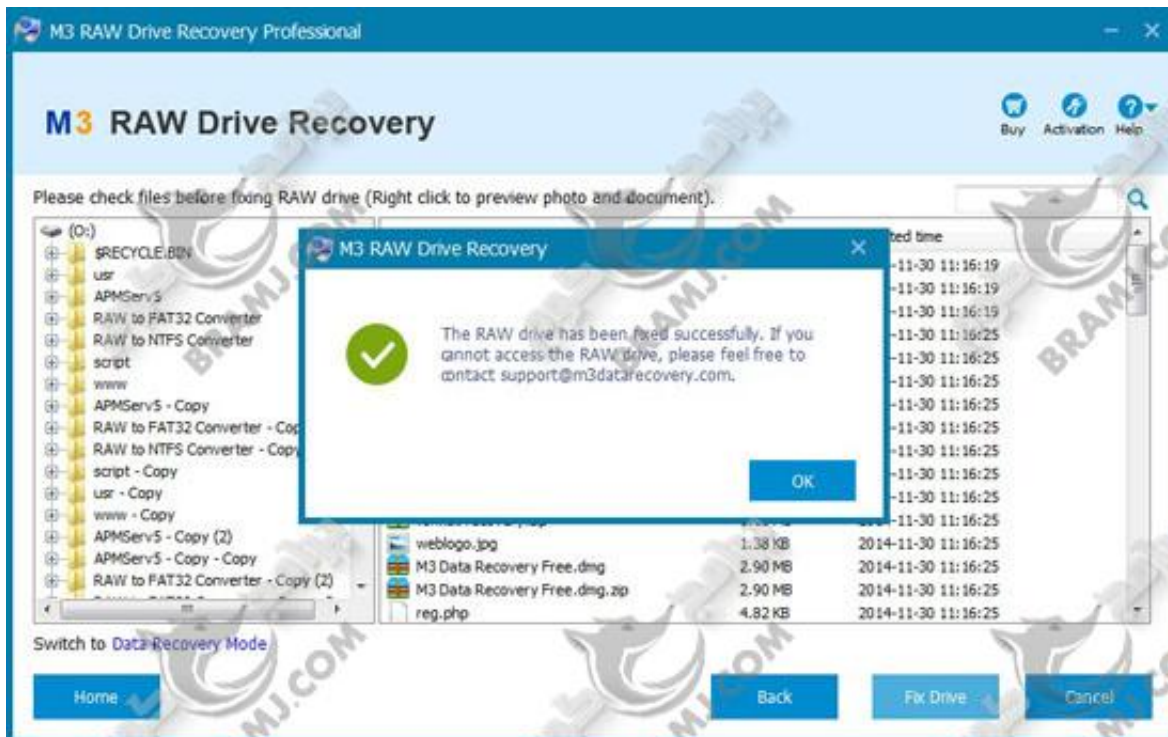 M3 RAW Drive Recovery Professional
M3 RAW Drive Recovery
Buy Activation Help
Please check files before fixing RAW drive (Right click to preview photo and document).
(O:)
$RECYCLE.BIN
usr
APMServ5
RAW to FAT32 Converter
RAW to NTFS Converter
script
www
APMServ5 - Copy
RAW to FAT32 Converter - Cop
RAW to NTFS Converter - Copy
script - Copy
usr - Copy
www - Copy
APMServ5 - Copy (2)
APMServ5 - Copy - Copy
RAW to FAT32 Converter - Copy (2)
ted time
-11-30 11:16:19
-11-30 11:16:19
-11-30 11:16:19
-11-30 11:16:25
-11-30 11:16:25
-11-30 11:16:25
-11-30 11:16:25
-11-30 11:16:25
-11-30 11:16:25
-11-30 11:16:25
-11-30 11:16:25
-11-30 11:16:25
weblogo.jpg 1.38 KB 2014-11-30 11:16:25
M3 Data Recovery Free.dmg 2.90 MB 2014-11-30 11:16:25
M3 Data Recovery Free.dmg.zip 2.90 MB 2014-11-30 11:16:25
reg.php 4.82 KB 2014-11-30 11:16:25
M3 RAW Drive Recovery
The RAW drive has been fixed successfully. If you
cannot access the RAW drive, please feel free to
contact support@m3datarecovery.com.
OK
Switch to Data Recovery Mode
Home Back Fix Drive Cancel
BRAMJ.COM
BRAMJ.COM
BRAMJ.COM